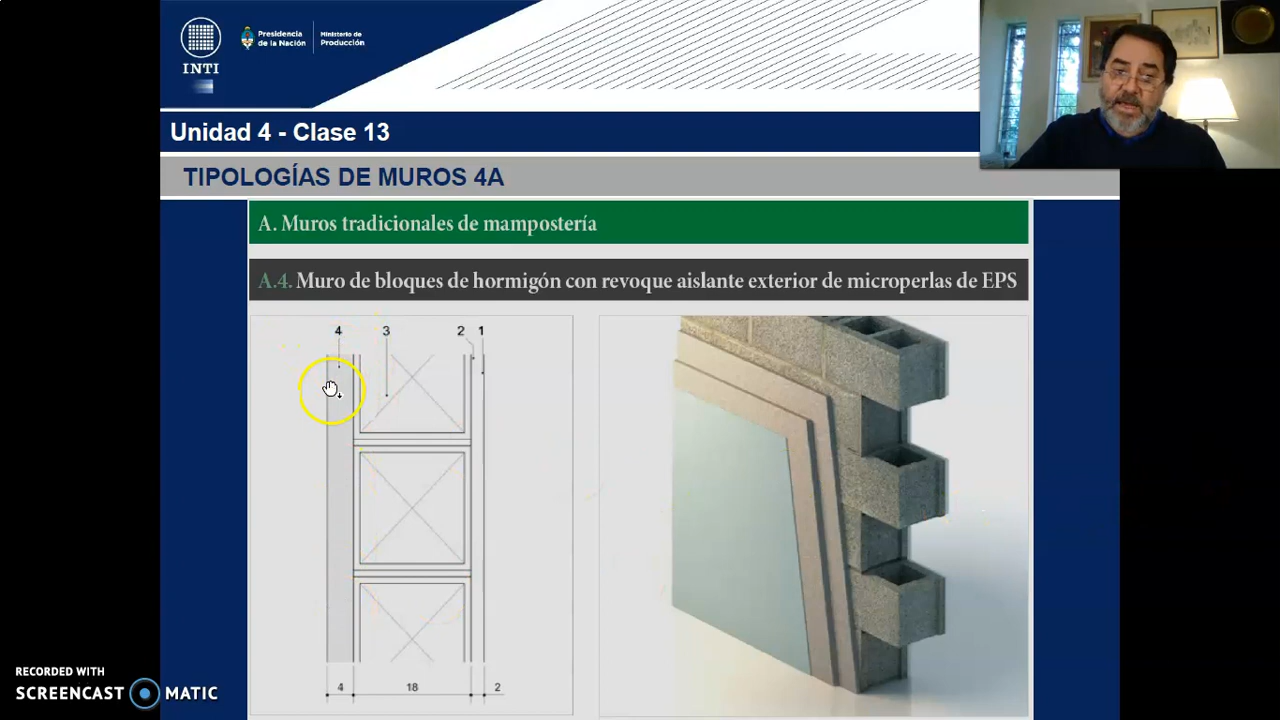 INTI
Presidencia
de la Nación
Ministerio de
Producción
Unidad 4 - Clase 13
TIPOLOGÍAS DE MUROS 4A
A. Muros tradicionales de mampostería
A.4. Muro de bloques de hormigón con revoque aislante exterior de microperlas de EPS
4 3 2 1
4 18 2
RECORDED WITH
SCREENCAST MATIC